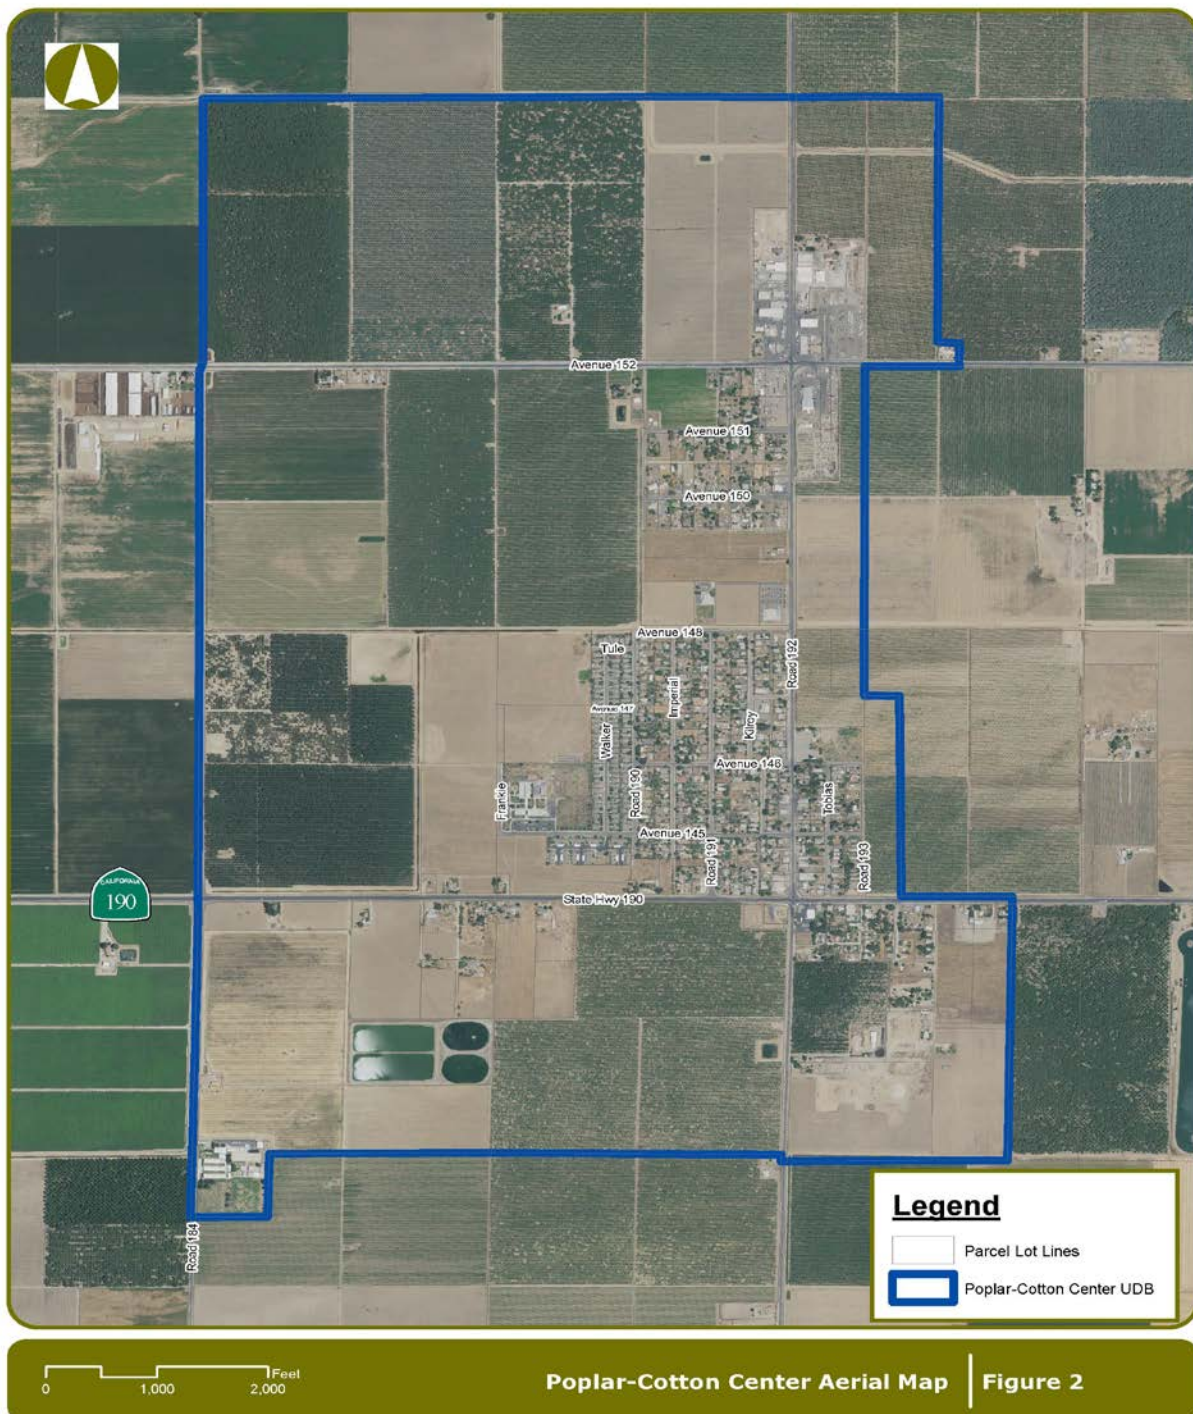 Avenue 152
Avenue 151
Avenue 150
Avenue 148
Tule
Road 192
Imperial
Avenue 147
Kilroy
Walker
Avenue 146
Road 190
Frankie
Tobias
Avenue 145
Road 191
Road 193
CALIFORNIA
190
State Hwy 190
Road 184
Legend
Parcel Lot Lines
Poplar-Cotton Center UDB
Feet
0 1,000 2,000
Poplar-Cotton Center Aerial Map
Figure 2